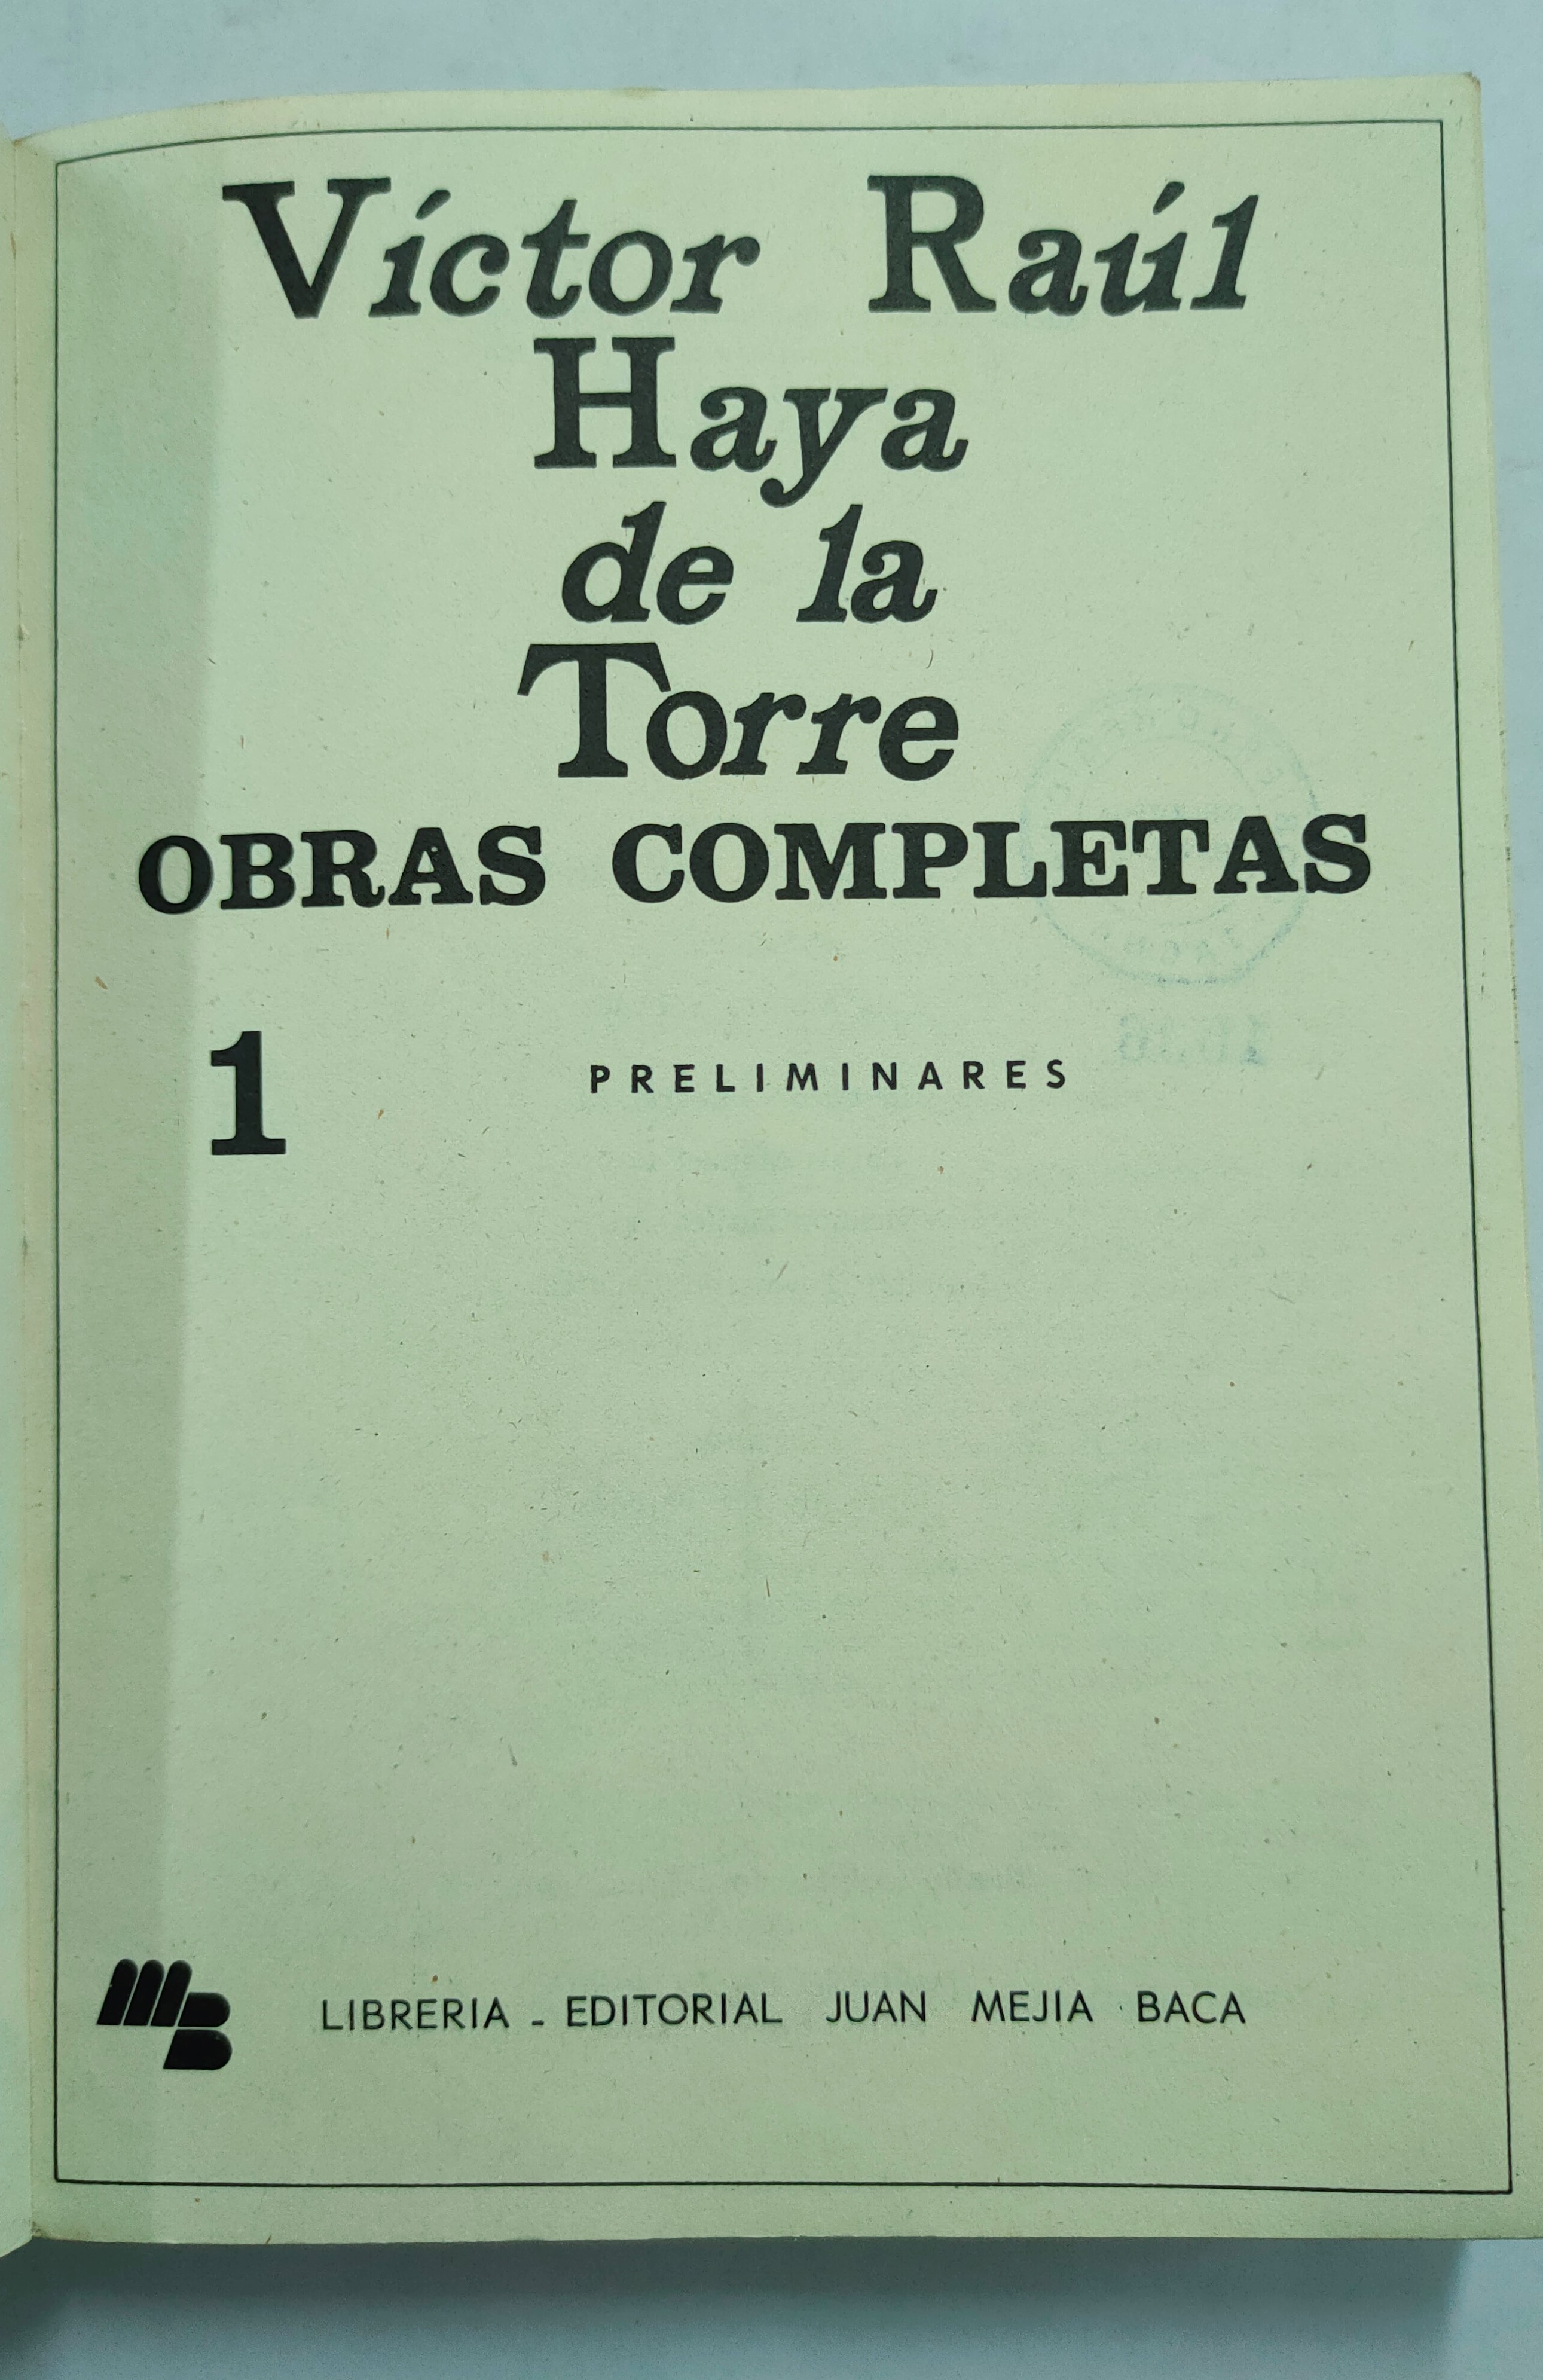 Víctor Raúl
Haya
de la
Torre
OBRAS COMPLETAS
1 PRELIMINARES
MB LIBRERIA - EDITORIAL JUAN MEJIA BACA